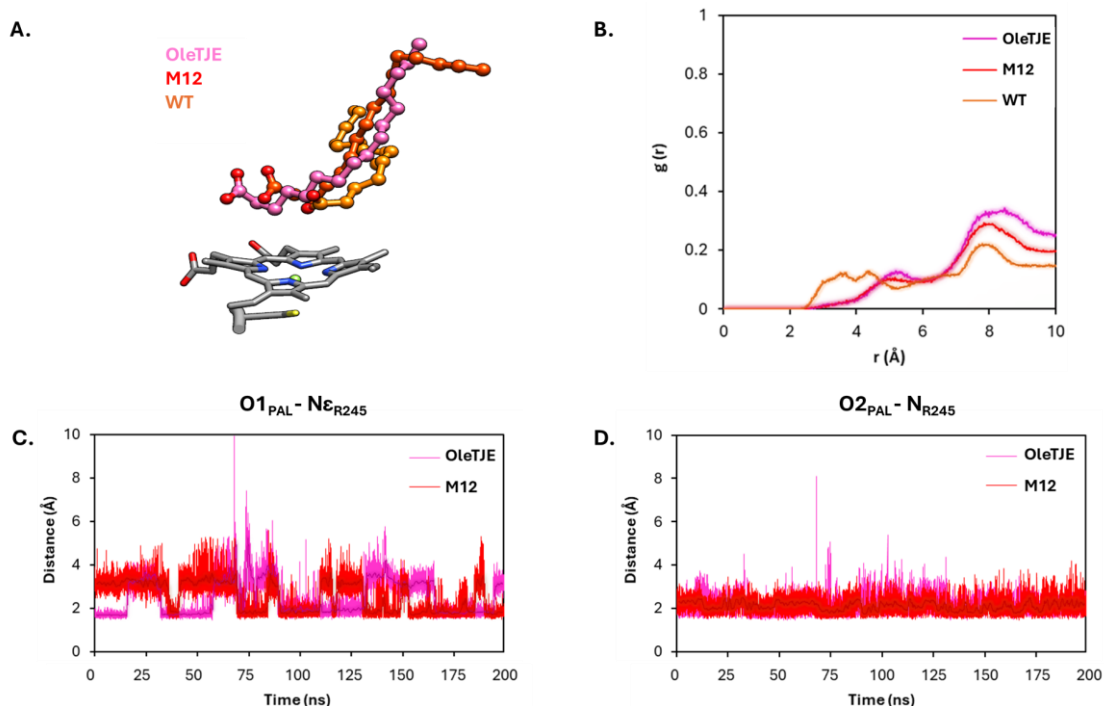 A.
OleTJE
M12
WT
B.
OleTJE
M12
WT
g (r)
1
0.8
0.6
0.4
0.2
0
0 2 4 6 8 10
r (Å)
O1PAL - NεR245
C.
OleTJE
M12
Distance (Å)
10
8
6
4
2
0
0 25 50 75 100 125 150 175 200
Time (ns)
O2PAL - NR245
D.
OleTJE
M12
Distance (Å)
10
8
6
4
2
0
0 25 50 75 100 125 150 175 200
Time (ns)